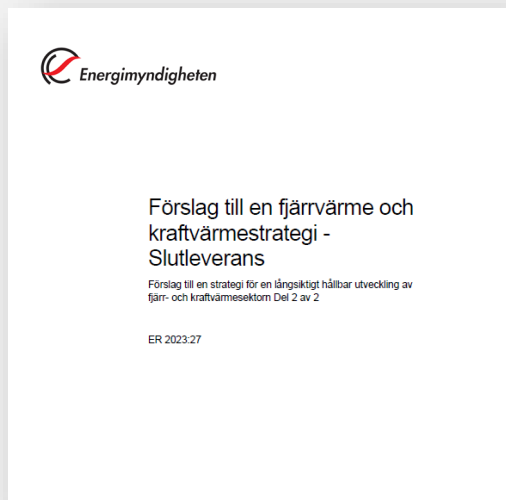 Energimyndigheten
Förslag till en fjärrvärme och
kraftvärmestrategi -
Slutleverans
Förslag till en strategi för en långsiktigt hållbar utveckling av
fjärr- och kraftvärmesektorn Del 2 av 2
ER 2023:27